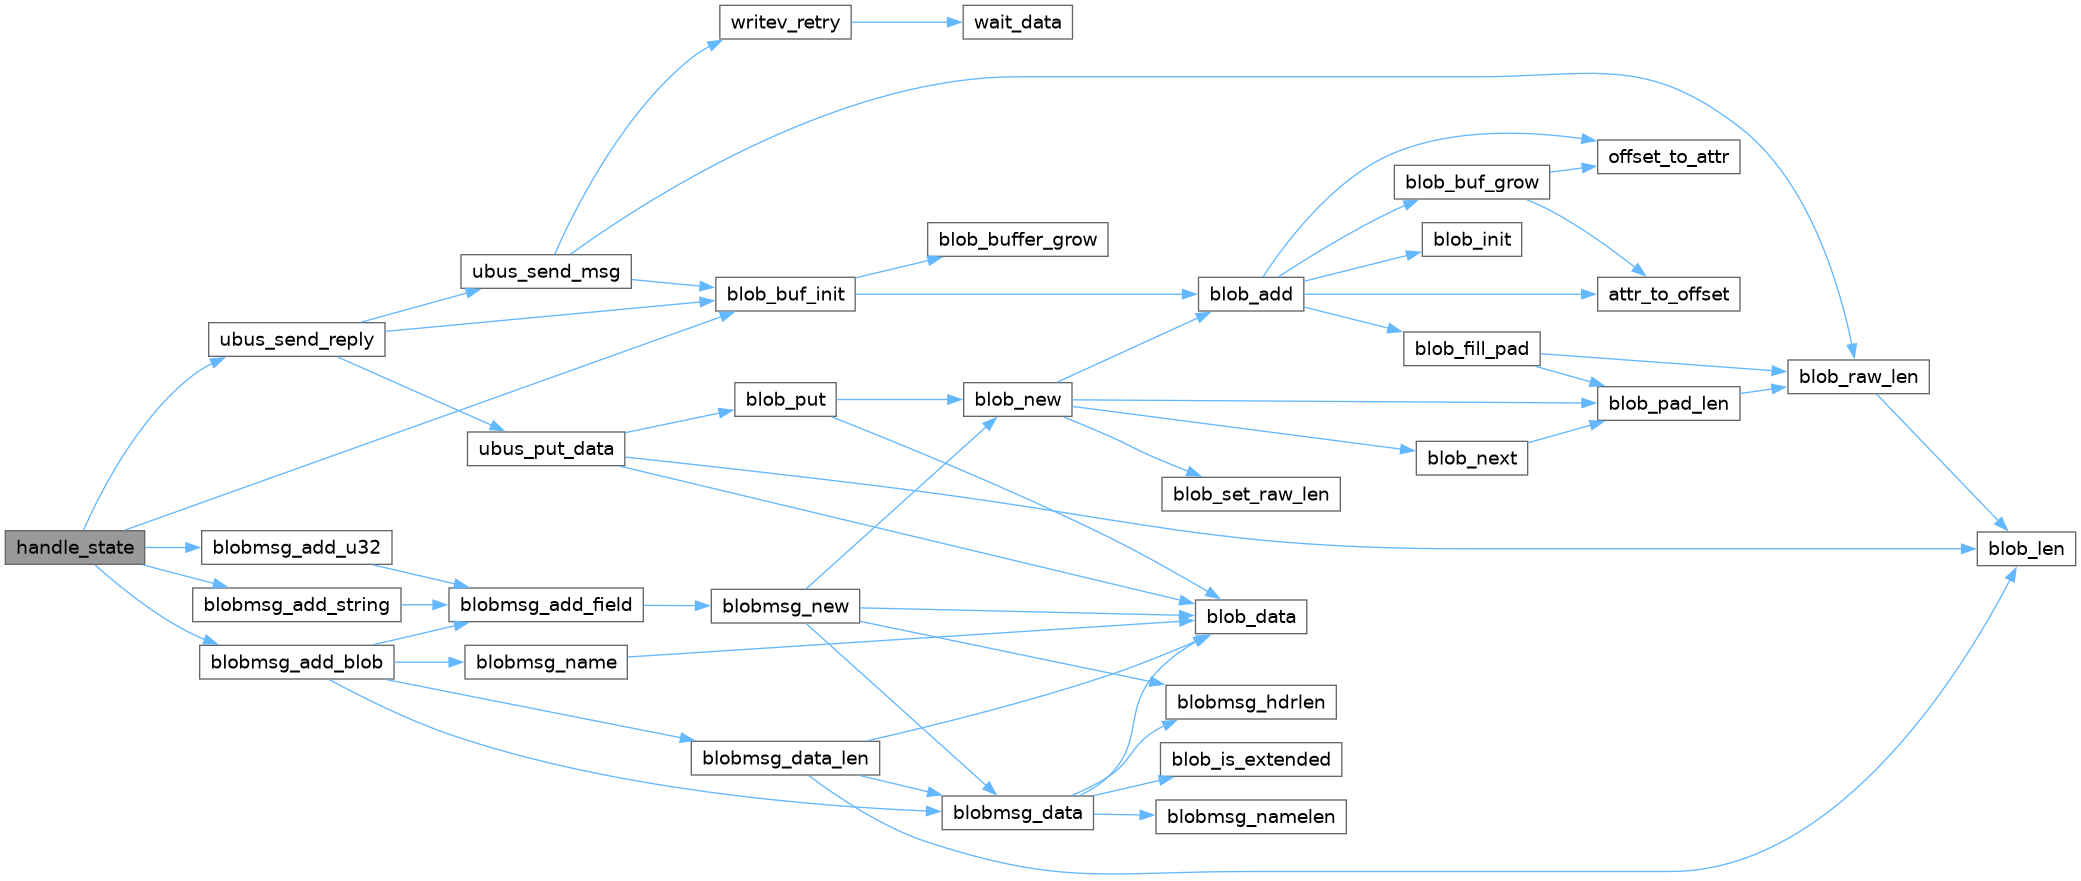 writev_retry
wait_data
offset_to_attr
blob_buf_grow
blob_buffer_grow
blob_init
ubus_send_msg
blob_buf_init
blob_add
attr_to_offset
ubus_send_reply
blob_fill_pad
blob_raw_len
blob_put
blob_new
blob_pad_len
ubus_put_data
blob_next
blob_set_raw_len
handle_state
blobmsg_add_u32
blob_len
blobmsg_add_string
blobmsg_add_field
blobmsg_new
blob_data
blobmsg_add_blob
blobmsg_name
blobmsg_hdrlen
blobmsg_data_len
blob_is_extended
blobmsg_data
blobmsg_namelen